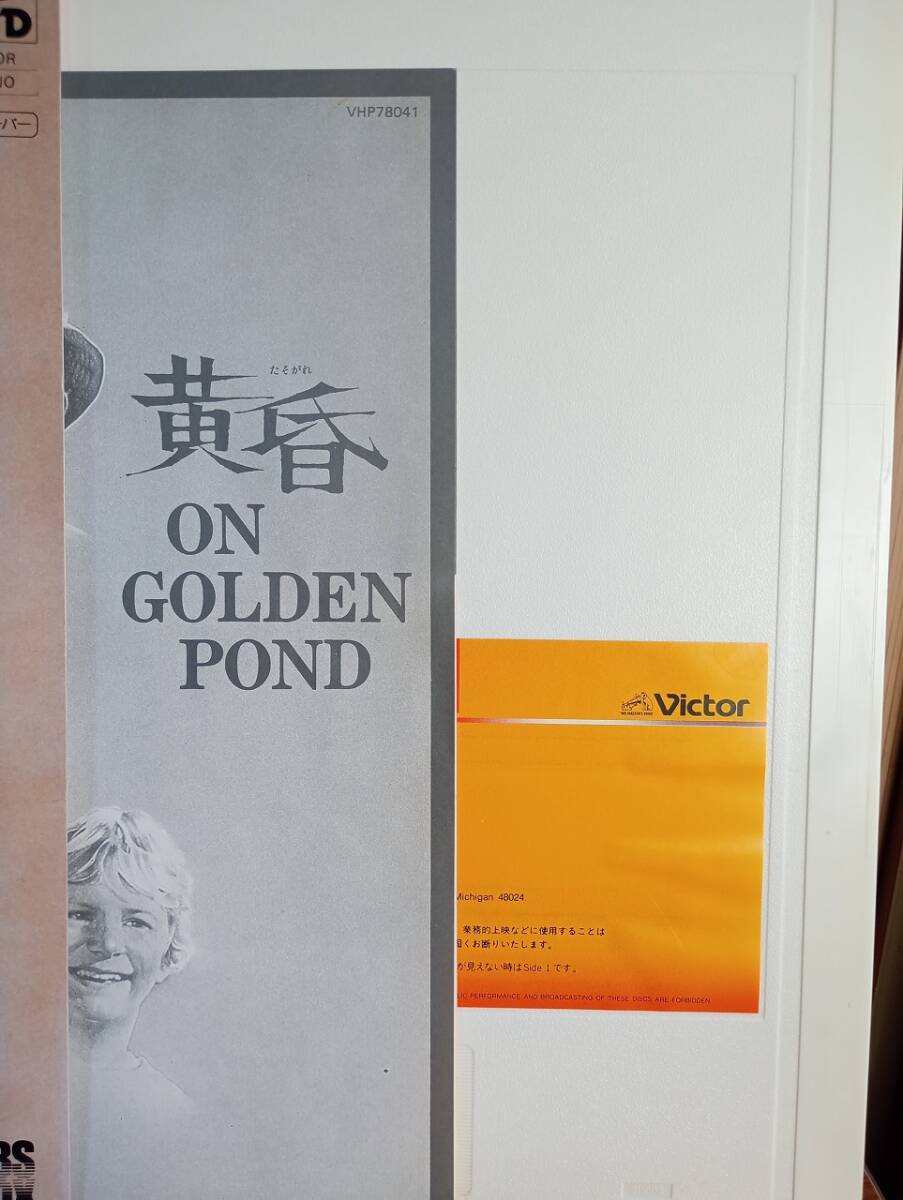 D
OR
NO
ーバー
VHP78041
たそがれ
黄昏
ON
GOLDEN
POND
Victor
Michigan 48024.
業務的上映などに使用することは
固くお断りいたします。
が見えない時はSide 1です。
LIC PERFORMANCE AND BROADCASTING OF THESE DISCS ARE FORBIDDEN
BS